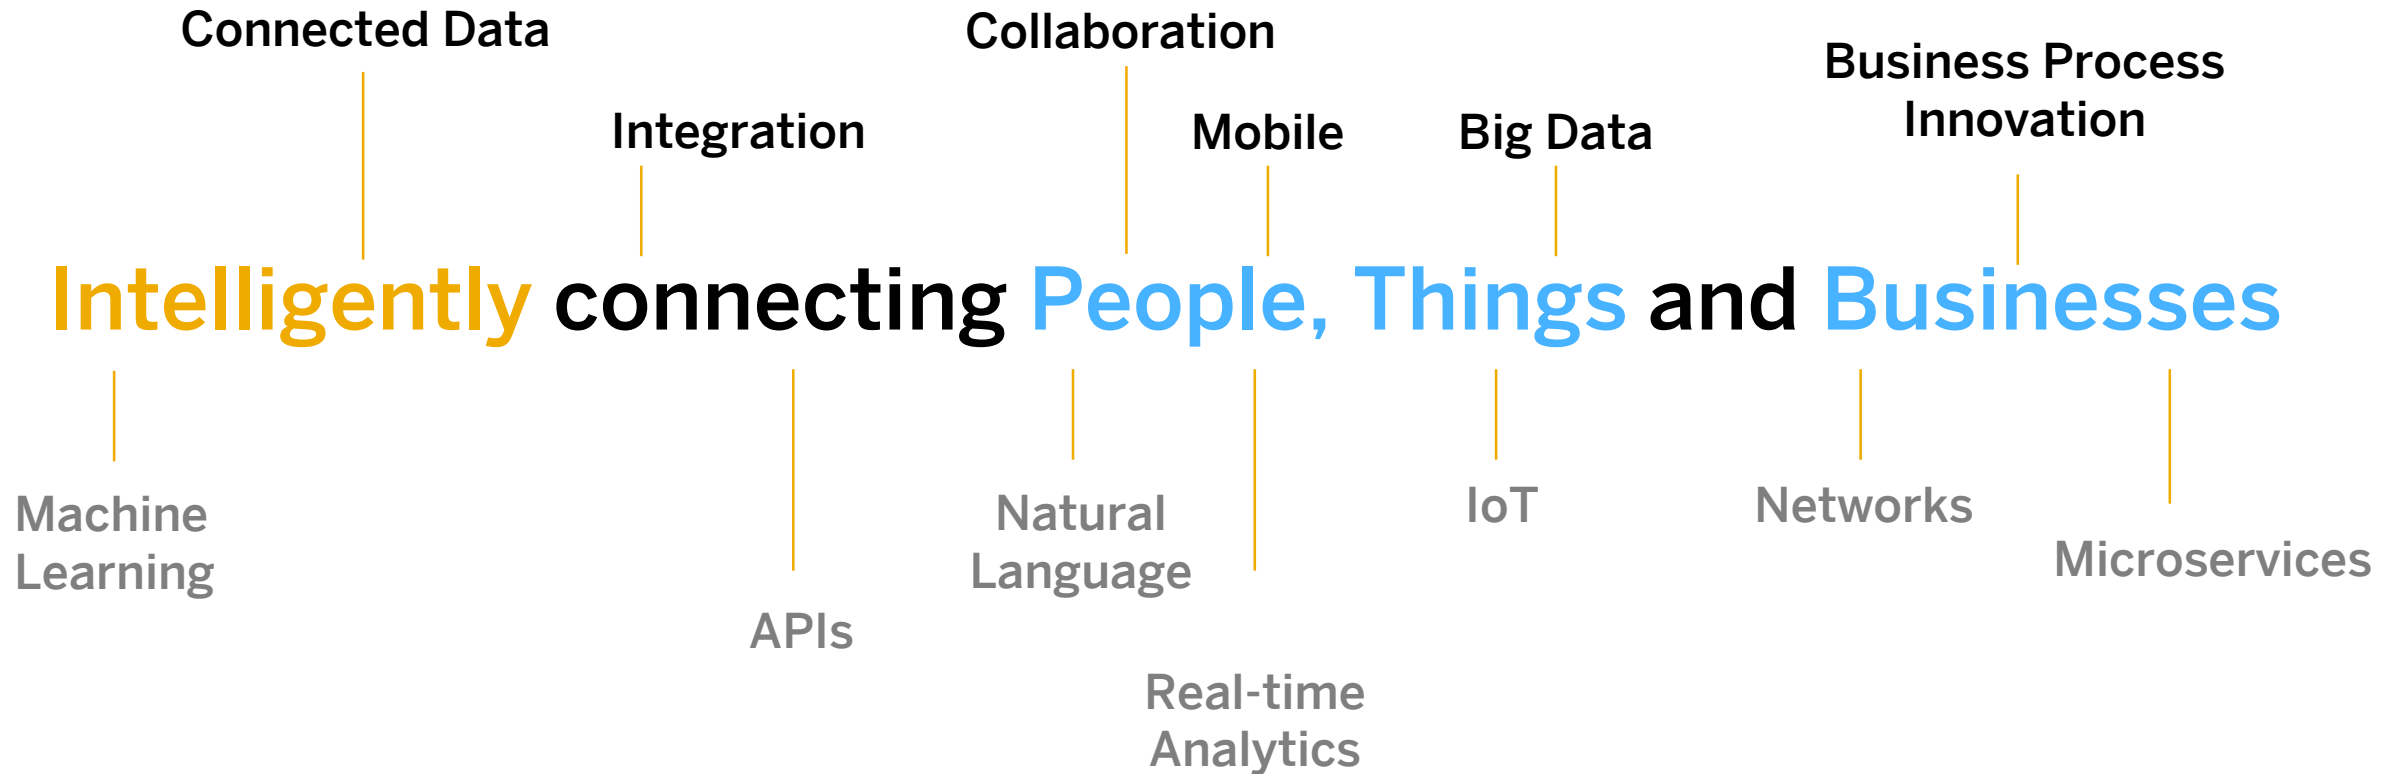 Connected Data
Collaboration
Business Process
Innovation
Integration
Mobile
Big Data
Intelligently connecting People, Things and Businesses
Machine
Learning
Natural
Language
IoT
Networks
Microservices
APIs
Real-time
Analytics